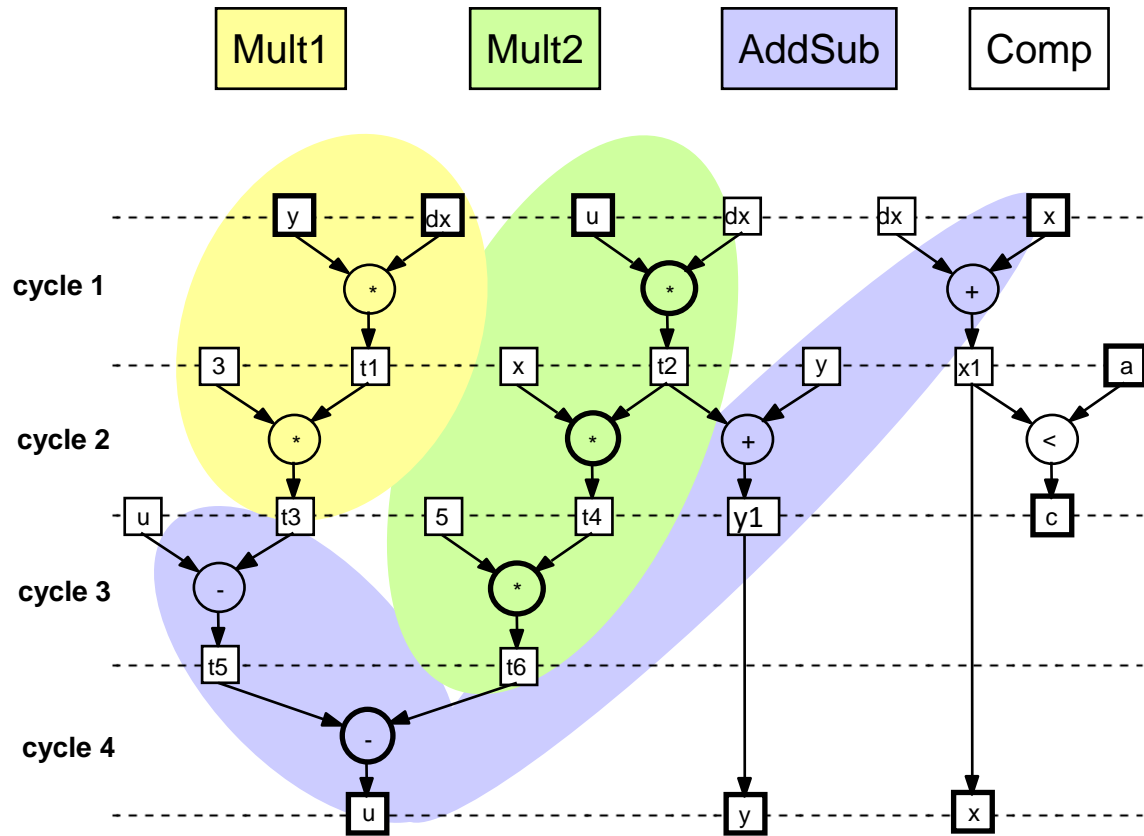 Mult1 Mult2 AddSub Comp
y dx u dx dx x
cycle 1 * * +
3 t1 x t2 y x1 a
cycle 2 * * + <
u t3 5 t4 y1 c
cycle 3 - *
t5 t6
cycle 4 -
u y x